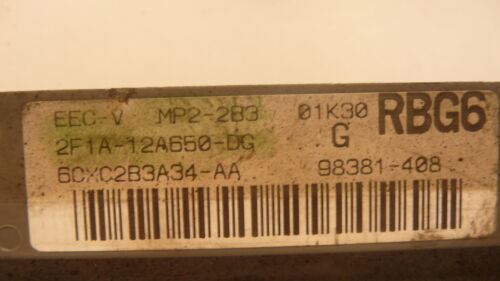 EEC-V MP2-2B3 01K30 RBG6
2F1A-12A650-DG G
6CXC2B3A34-AA 98381-408